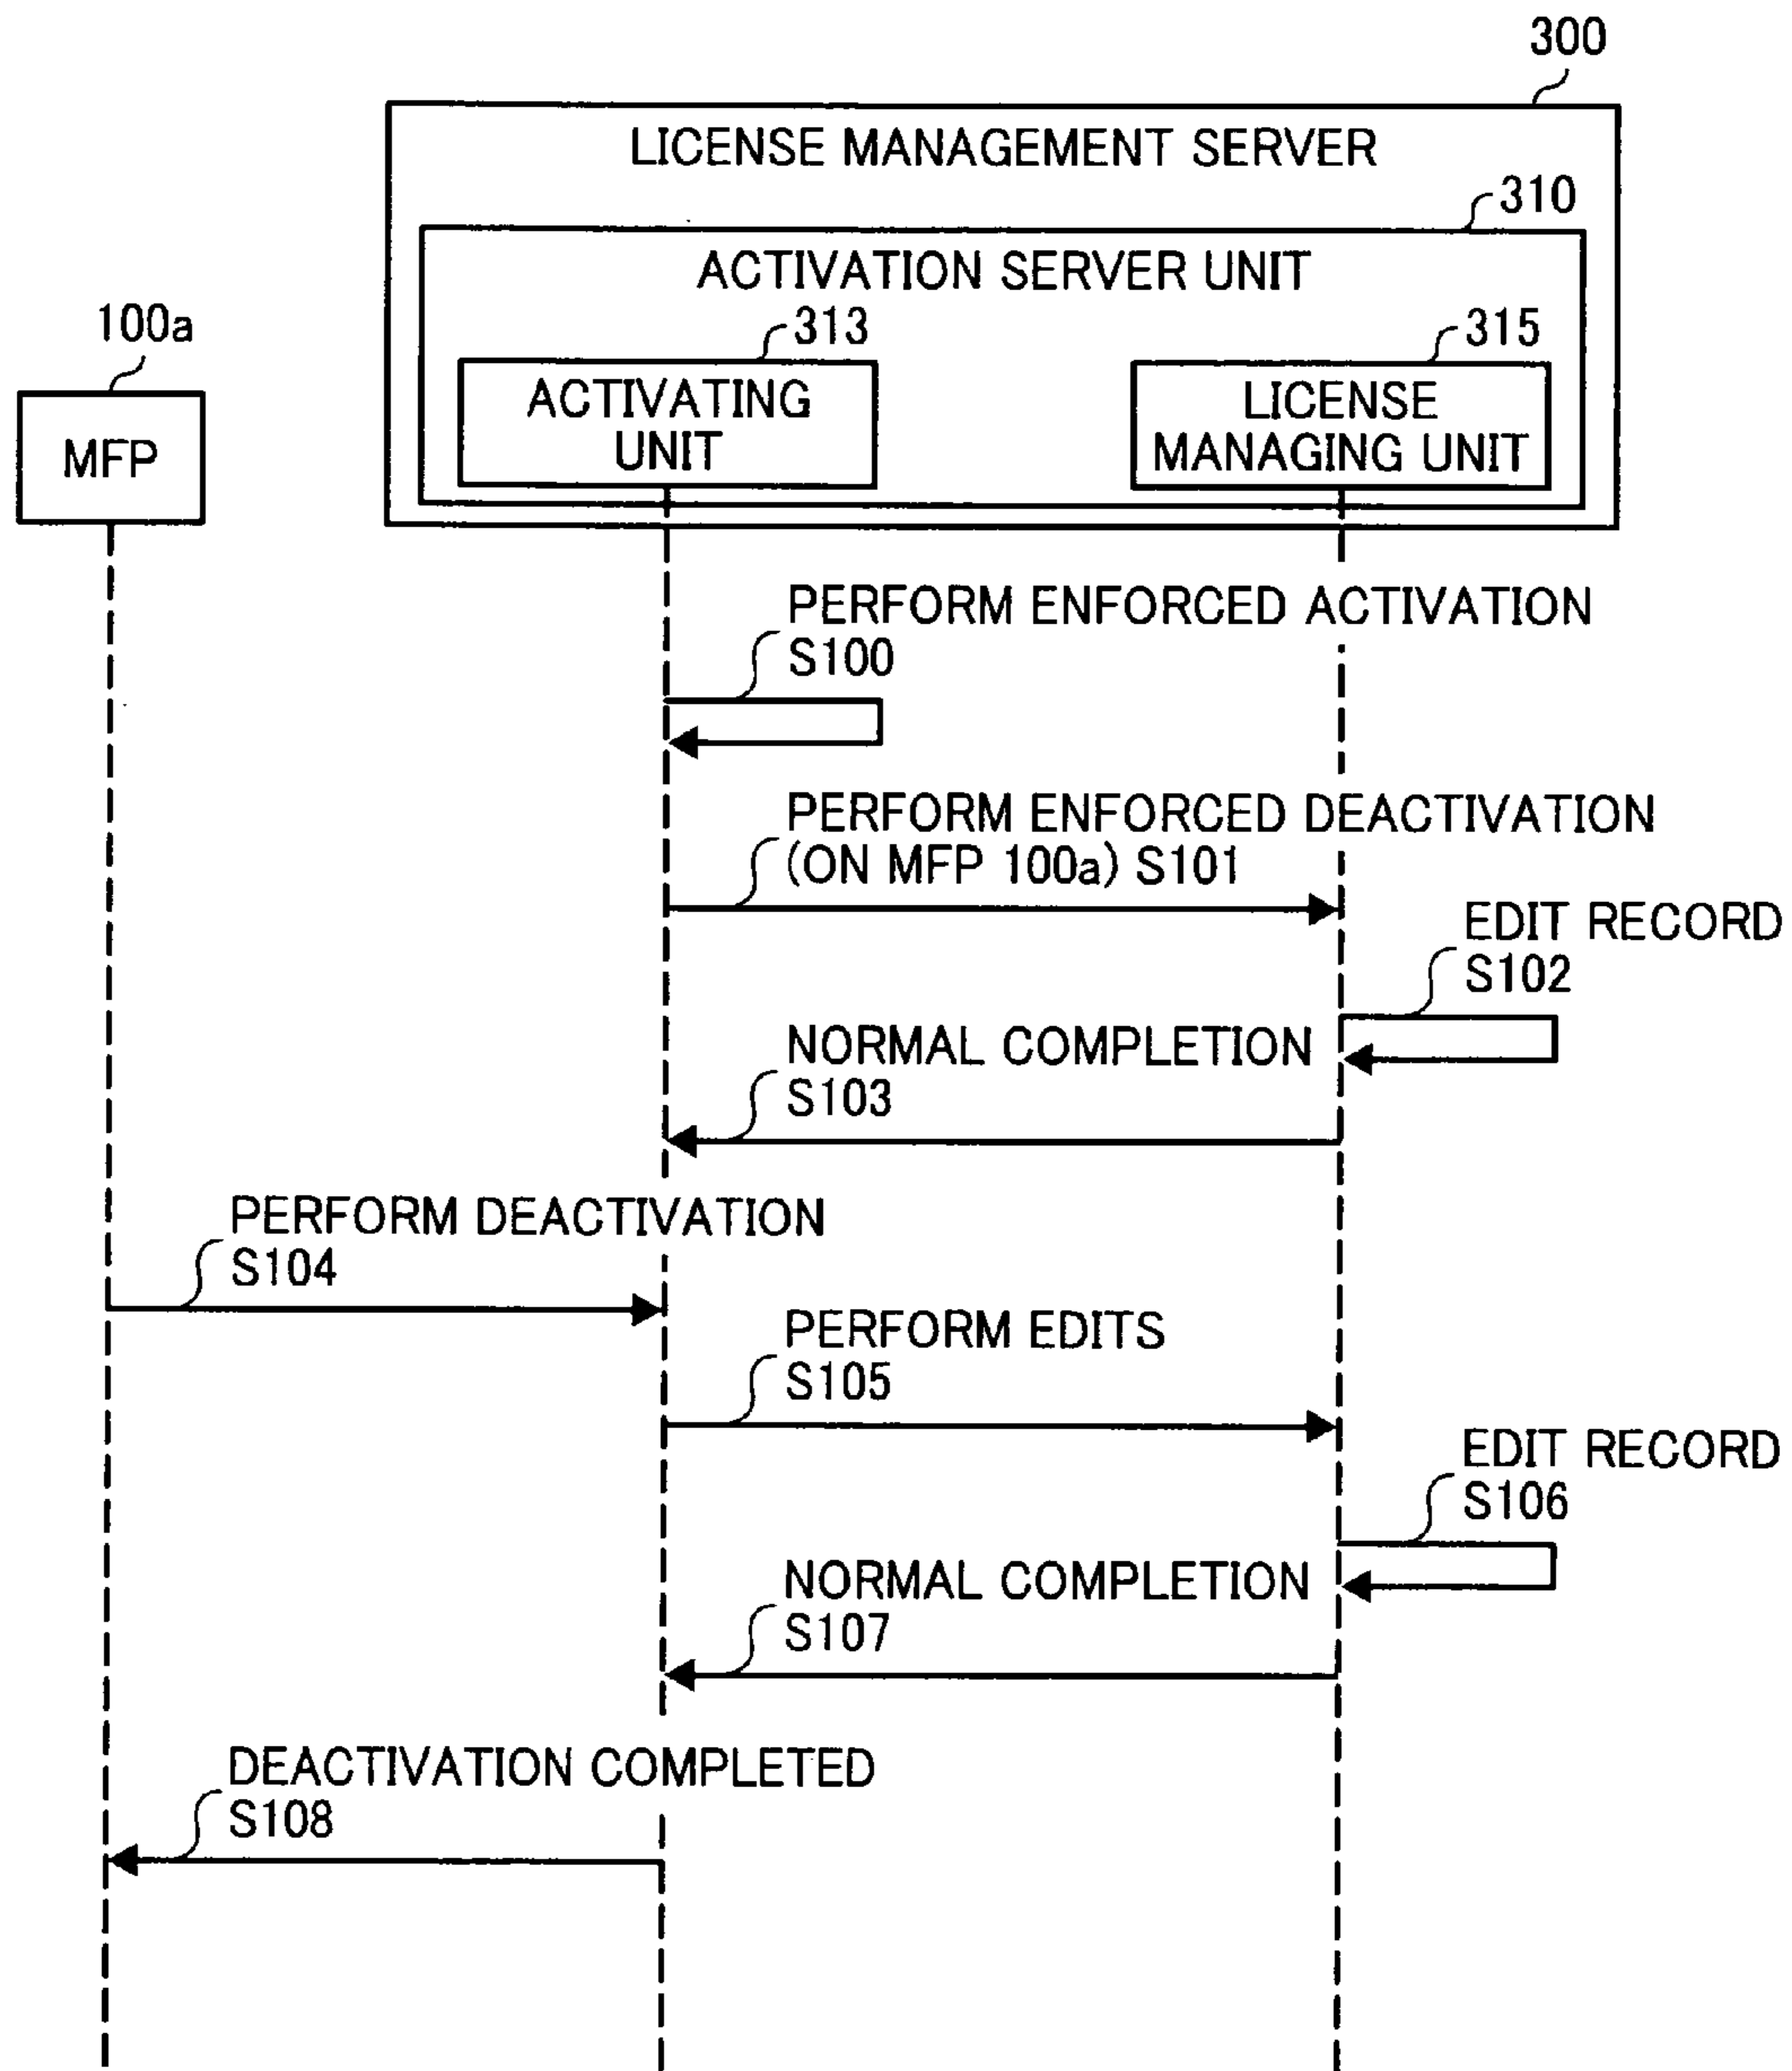 300
LICENSE MANAGEMENT SERVER
310
ACTIVATION SERVER UNIT
100a
313
315
MFP
ACTIVATING
UNIT
LICENSE
MANAGING UNIT
PERFORM ENFORCED ACTIVATION
S100
PERFORM ENFORCED DEACTIVATION
(ON MFP 100a) S101
EDIT RECORD
S102
NORMAL COMPLETION
S103
PERFORM DEACTIVATION
S104
PERFORM EDITS
S105
EDIT RECORD
S106
NORMAL COMPLETION
S107
DEACTIVATION COMPLETED
S108